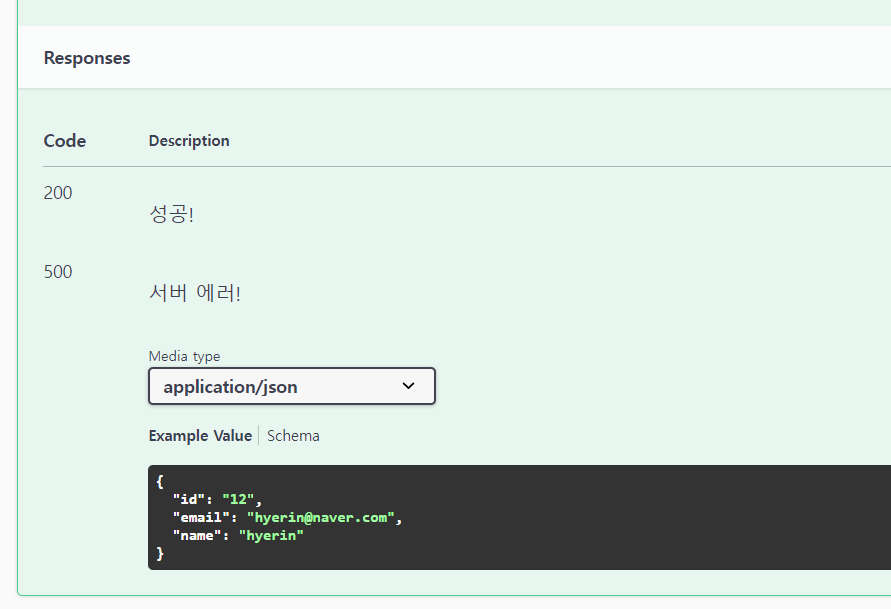 Responses
Code Description
200
성공!
500
서버 에러!
Media type
application/json
Example Value Schema
{
"id": "12",
"email": "hyerin@naver.com",
"name": "hyerin"
}